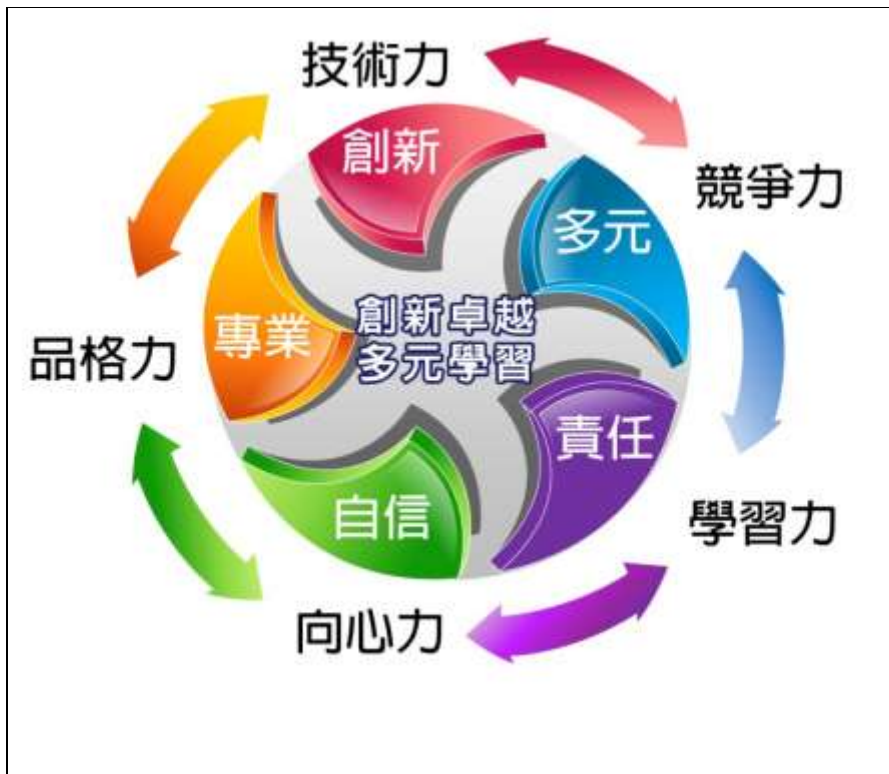 技術力
創新
競爭力
多元
創新卓越
多元學習
專業
品格力
責任
自信
學習力
向心力